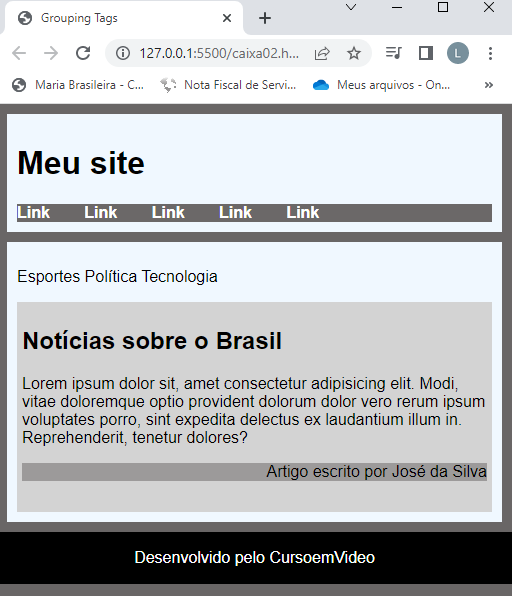 Grouping Tags
127.0.0.1:5500/caixa02.h...
L
Maria Brasileira - C...
Nota Fiscal de Servi...
Meus arquivos - On...
»
Meu site
Link Link Link Link Link
Esportes Política Tecnologia
Notícias sobre o Brasil
Lorem ipsum dolor sit, amet consectetur adipisicing elit. Modi,
vitae doloremque optio provident dolorum dolor vero rerum ipsum
voluptates porro, sint expedita delectus ex laudantium illum in.
Reprehenderit, tenetur dolores?
Artigo escrito por José da Silva
Desenvolvido pelo CursoemVideo